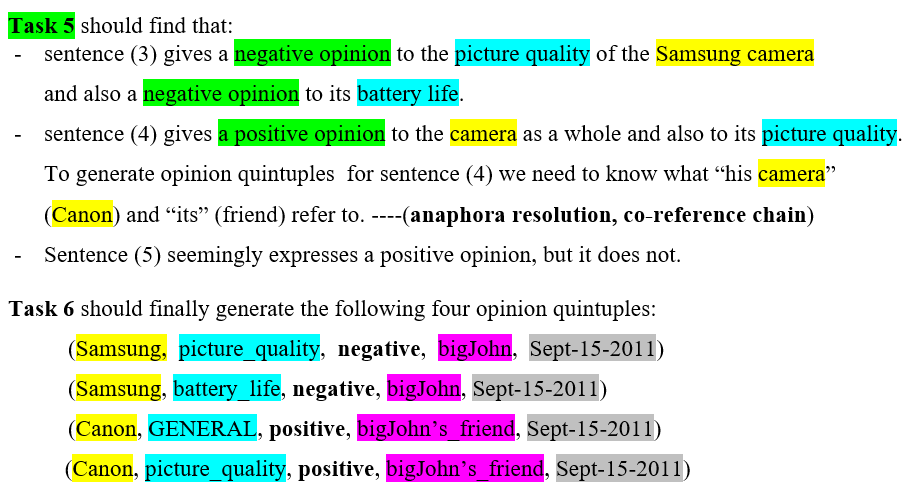 Task 5 should find that:
- sentence (3) gives a negative opinion to the picture quality of the Samsung camera
and also a negative opinion to its battery life.
- sentence (4) gives a positive opinion to the camera as a whole and also to its picture quality.
To generate opinion quintuples for sentence (4) we need to know what “his camera”
(Canon) and “its” (friend) refer to. ----(anaphora resolution, co-reference chain)
- Sentence (5) seemingly expresses a positive opinion, but it does not.
Task 6 should finally generate the following four opinion quintuples:
(Samsung, picture_quality, negative, bigJohn, Sept-15-2011)
(Samsung, battery_life, negative, bigJohn, Sept-15-2011)
(Canon, GENERAL, positive, bigJohn’s_friend, Sept-15-2011)
(Canon, picture_quality, positive, bigJohn’s_friend, Sept-15-2011)